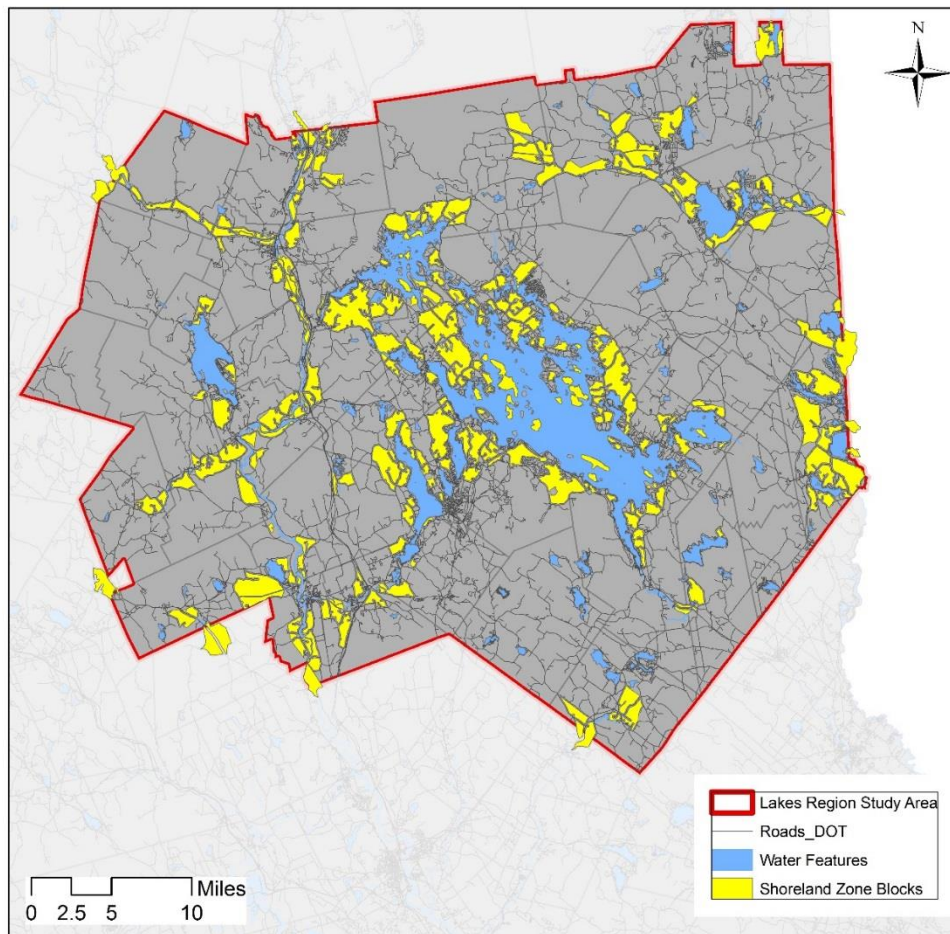 N
Lakes Region Study Area
Roads_DOT
Water Features
Shoreland Zone Blocks
Miles
0 2.5 5 10